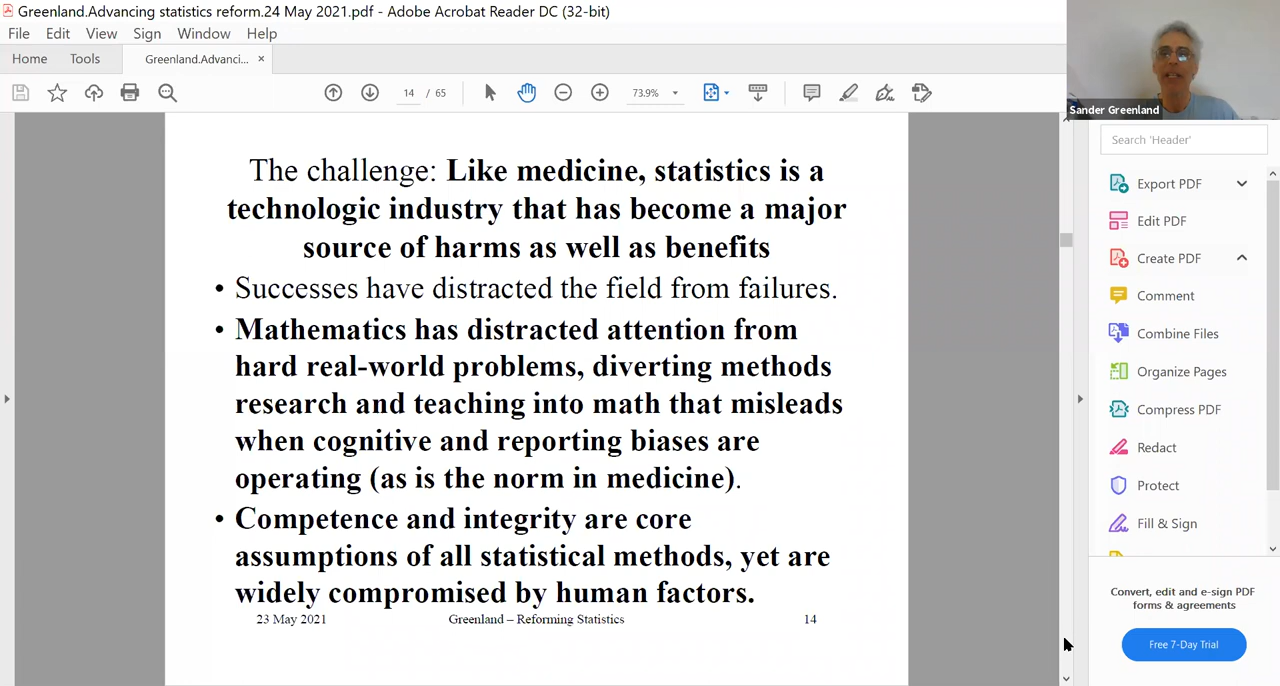 Greenland.Advancing statistics reform.24 May 2021.pdf - Adobe Acrobat Reader DC (32-bit)
File Edit View Sign Window Help
Home Tools Greenland.Advanci... ×
14 / 65 73.9%
Sander Greenland
The challenge: Like medicine, statistics is a
technologic industry that has become a major
source of harms as well as benefits
• Successes have distracted the field from failures.
• Mathematics has distracted attention from
hard real-world problems, diverting methods
research and teaching into math that misleads
when cognitive and reporting biases are
operating (as is the norm in medicine).
• Competence and integrity are core
assumptions of all statistical methods, yet are
widely compromised by human factors.
23 May 2021 Greenland – Reforming Statistics 14
Search 'Header'
Export PDF
Edit PDF
Create PDF
Comment
Combine Files
Organize Pages
Compress PDF
Redact
Protect
Fill & Sign
Convert, edit and e-sign PDF
forms & agreements
Free 7-Day Trial